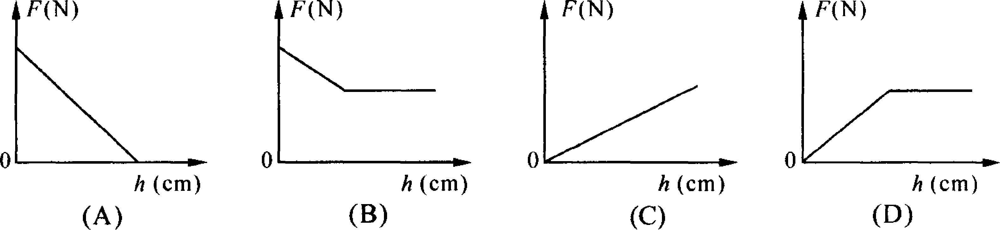 F(N) F(N) F(N) F(N)
0 0 0 0
h (cm) h (cm) h (cm) h (cm)
(A) (B) (C) (D)